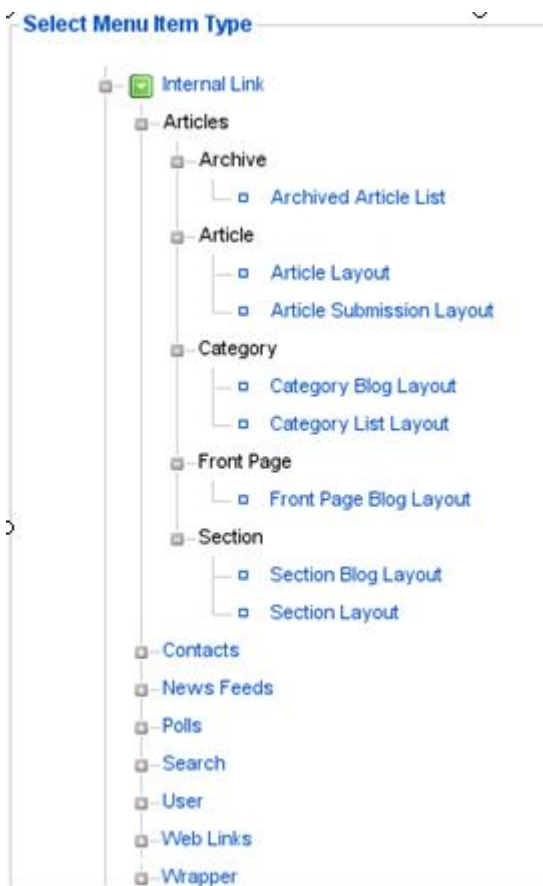 Select Menu Item Type
Internal Link
Articles
Archive
Archived Article List
Article
Article Layout
Article Submission Layout
Category
Category Blog Layout
Category List Layout
Front Page
Front Page Blog Layout
Section
Section Blog Layout
Section Layout
Contacts
News Feeds
Polls
Search
User
Web Links
Wrapper